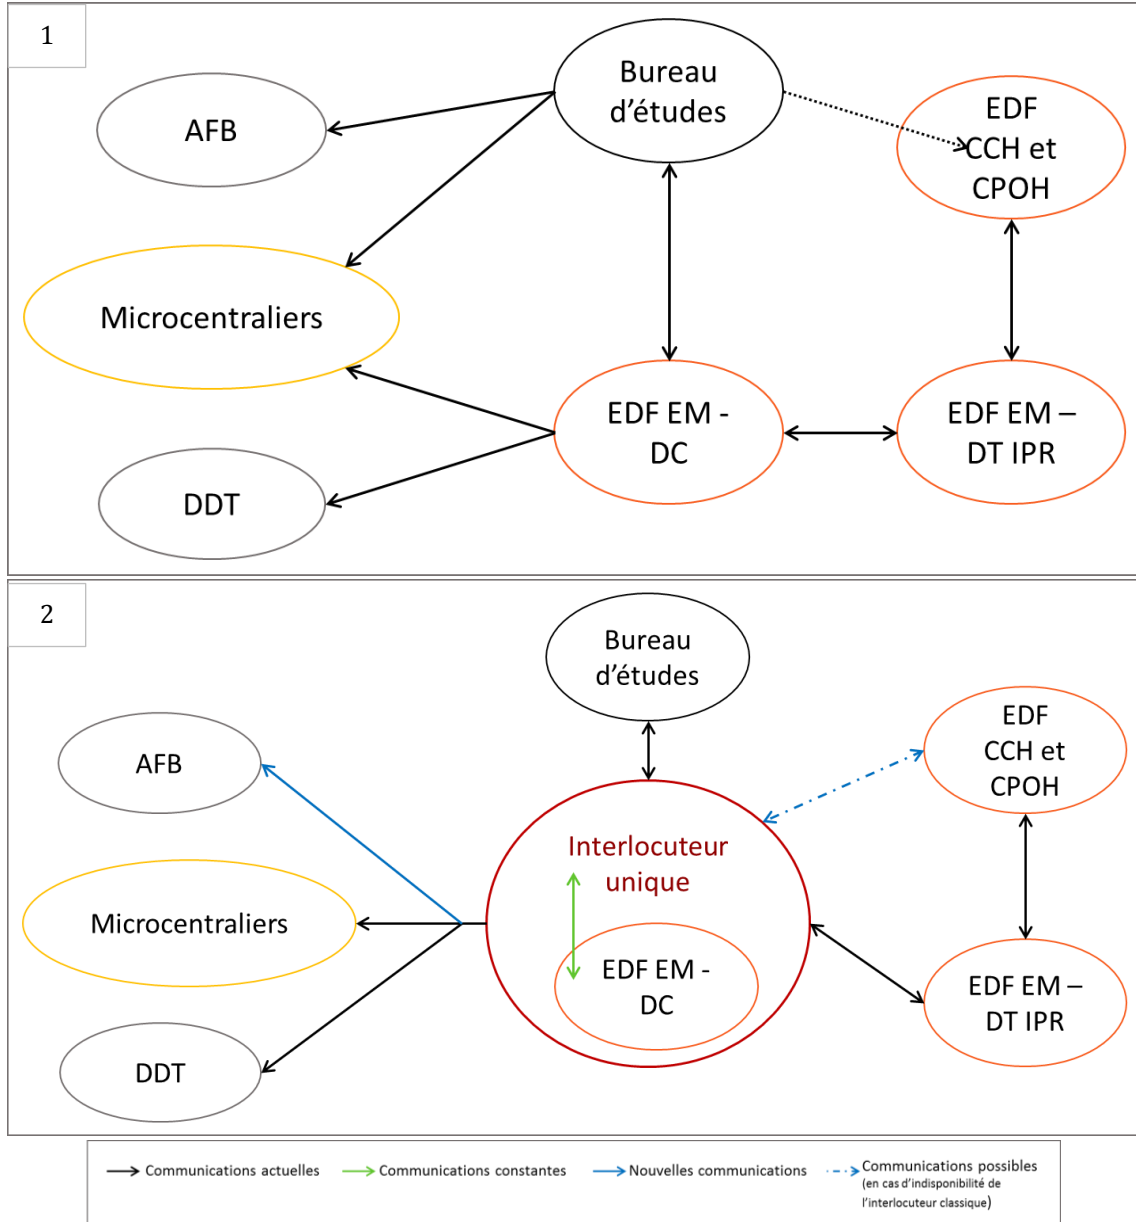 1
Bureau
d’études
AFB
EDF
CCH et
CPOH
Microcentraliers
EDF EM -
DC
EDF EM –
DT IPR
DDT
2
Bureau
d’études
AFB
EDF
CCH et
CPOH
Interlocuteur
unique
Microcentraliers
EDF EM -
DC
EDF EM –
DT IPR
DDT
Communications actuelles
Communications constantes
Nouvelles communications
Communications possibles
(en cas d’indisponibilité de
l’interlocuteur classique)